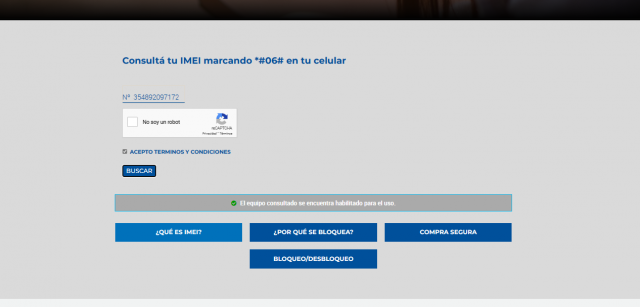 Consultá tu IMEI marcando *#06# en tu celular
Nº 354892097172
No soy un robot
reCAPTCHA
Privacidad - Términos
ACEPTO TERMINOS Y CONDICIONES
BUSCAR
El equipo consultado se encuentra habilitado para el uso.
¿QUÉ ES IMEI?
¿POR QUÉ SE BLOQUEA?
COMPRA SEGURA
BLOQUEO/DESBLOQUEO